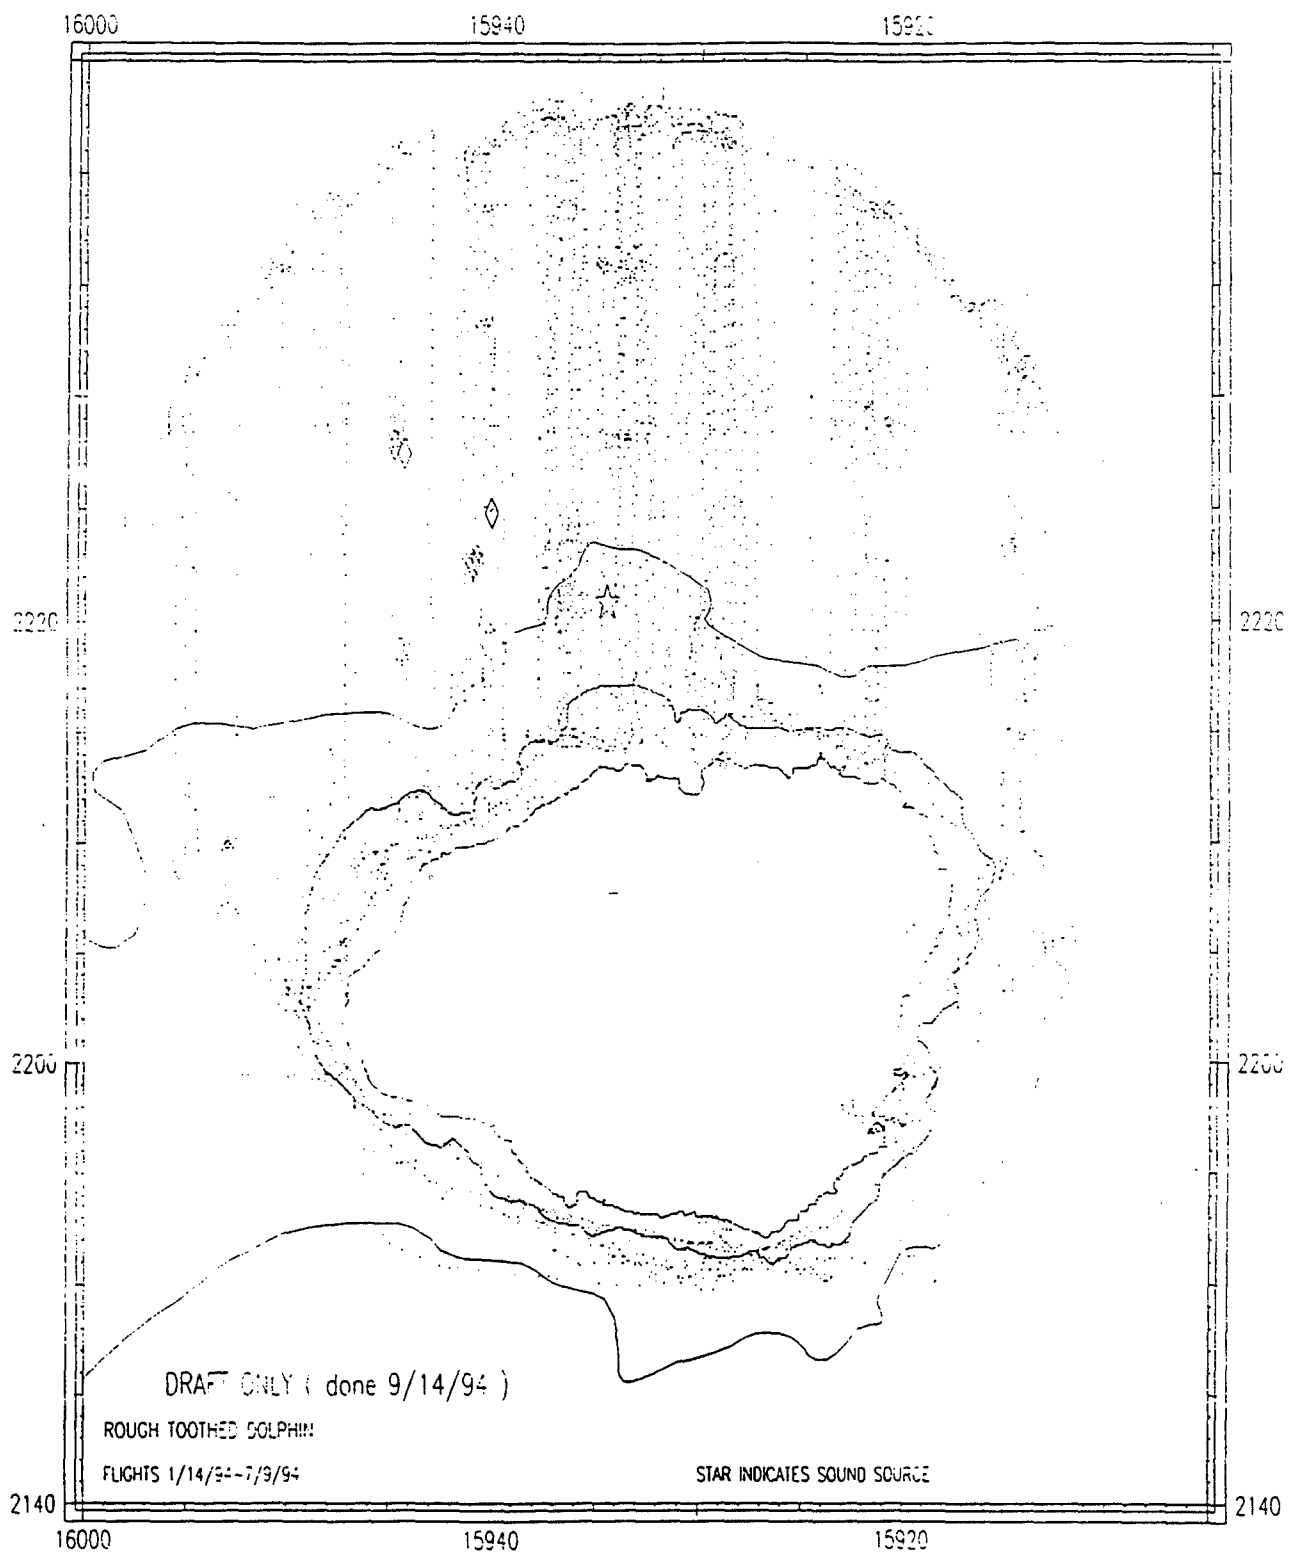 16000 15940 15920
2220 2220
2200 2200
DRAFT ONLY ( done 9/14/94 )
ROUGH TOOTHED DOLPHIN
FLIGHTS 1/14/94-7/9/94
STAR INDICATES SOUND SOURCE
2140 2140
16000 15940 15920